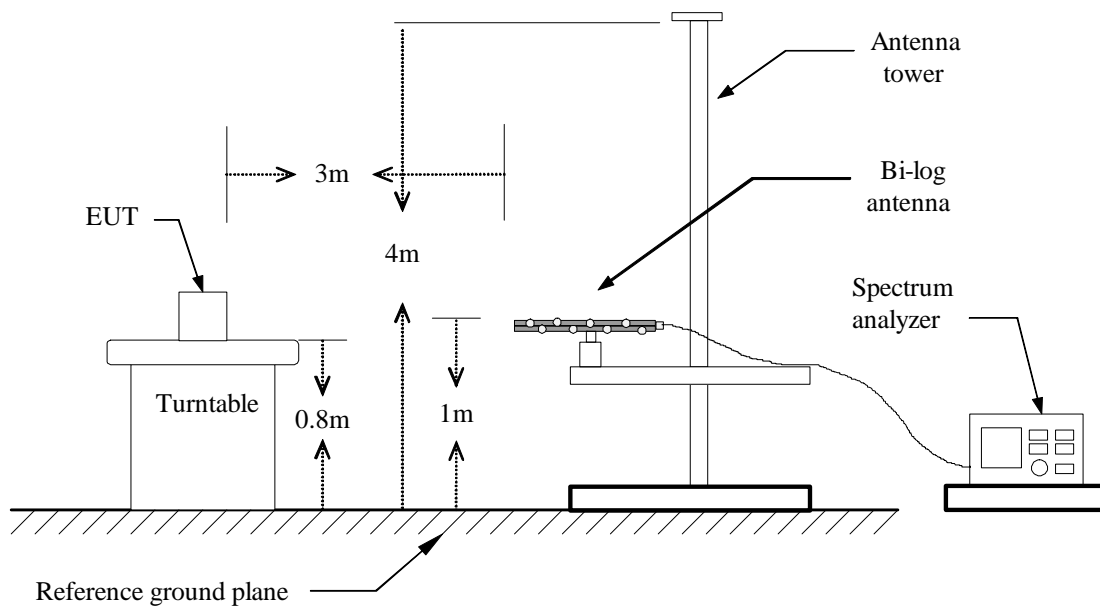 Antenna
tower
3m
Bi-log
antenna
EUT
4m
Spectrum
analyzer
Turntable
0.8m
1m
Reference ground plane